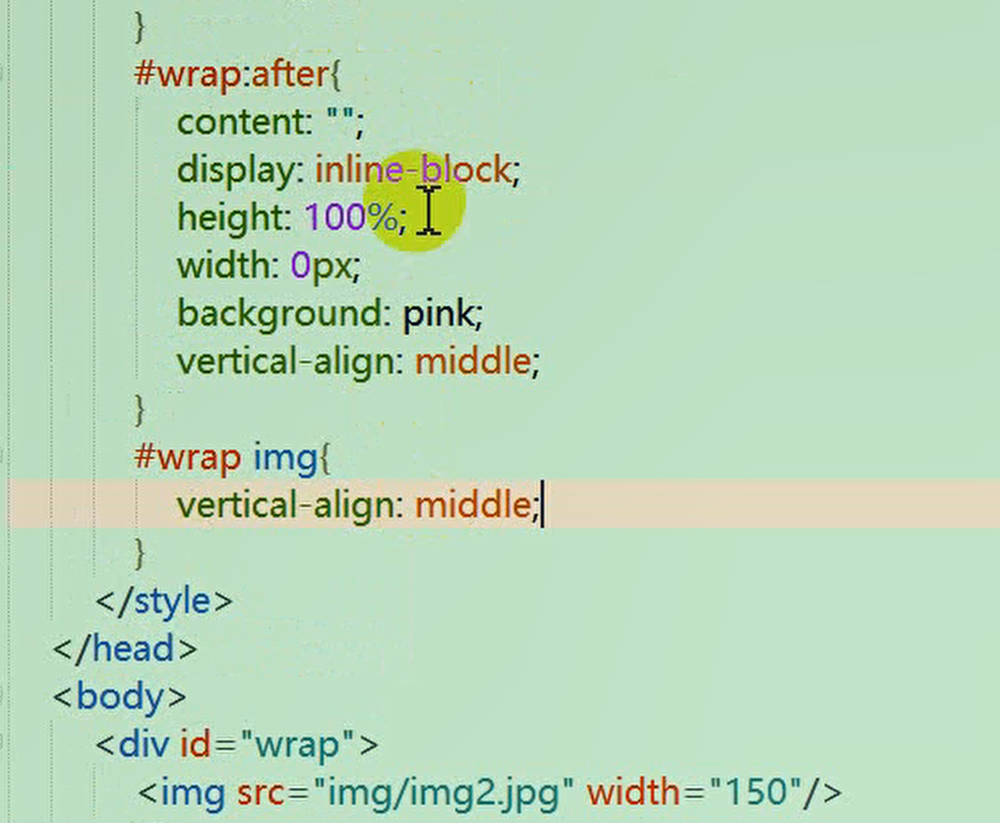 }
#wrap:after{
content: "";
display: inline-block;
height: 100%;
width: 0px;
background: pink;
vertical-align: middle;
}
#wrap img{
vertical-align: middle;
}
</style>
</head>
<body>
<div id="wrap">
<img src="img/img2.jpg" width="150"/>